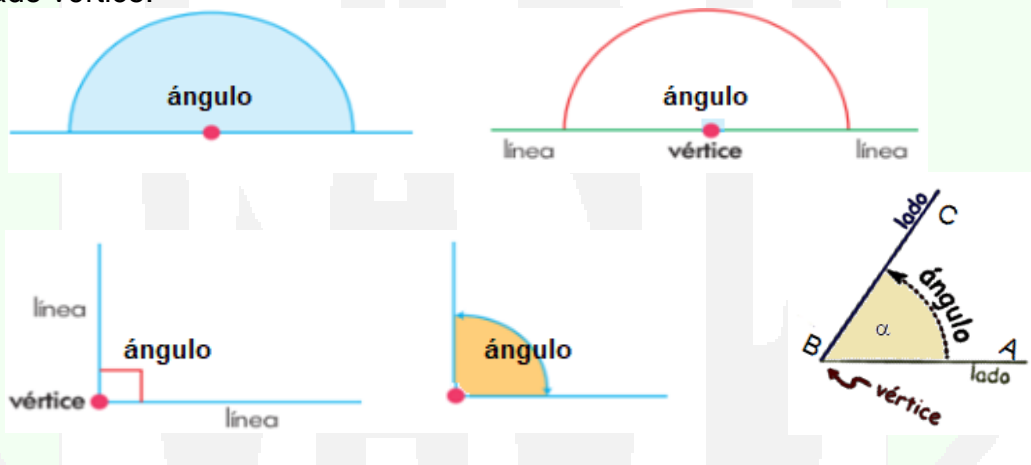 ángulo
ángulo
línea
vértice
línea
línea
ángulo
vértice
línea
ángulo
lado
C
ángulo
α
B
A
lado
vértice